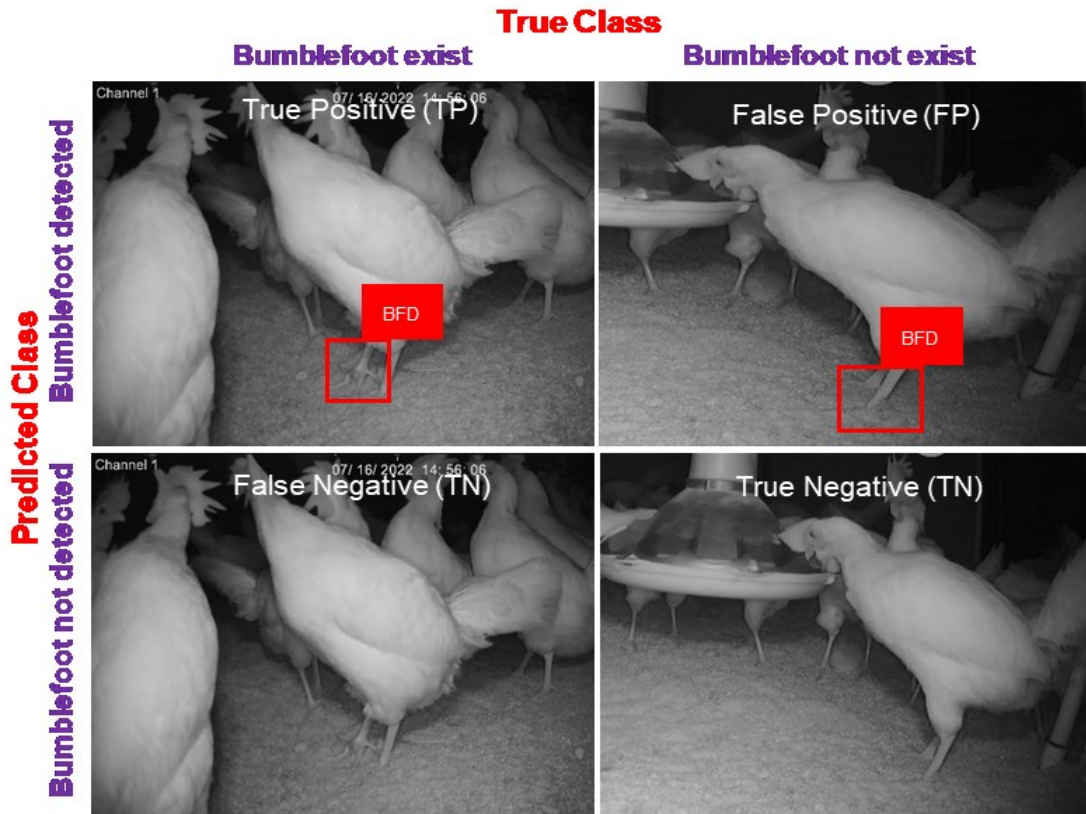 True Class
Bumblefoot exist
Bumblefoot not exist
Predicted Class
Bumblefoot detected
Channel 1
07/16/2022 14:56:06
True Positive (TP)
BFD
False Positive (FP)
BFD
Bumblefoot not detected
Channel 1
07/16/2022 14:56:06
False Negative (TN)
True Negative (TN)